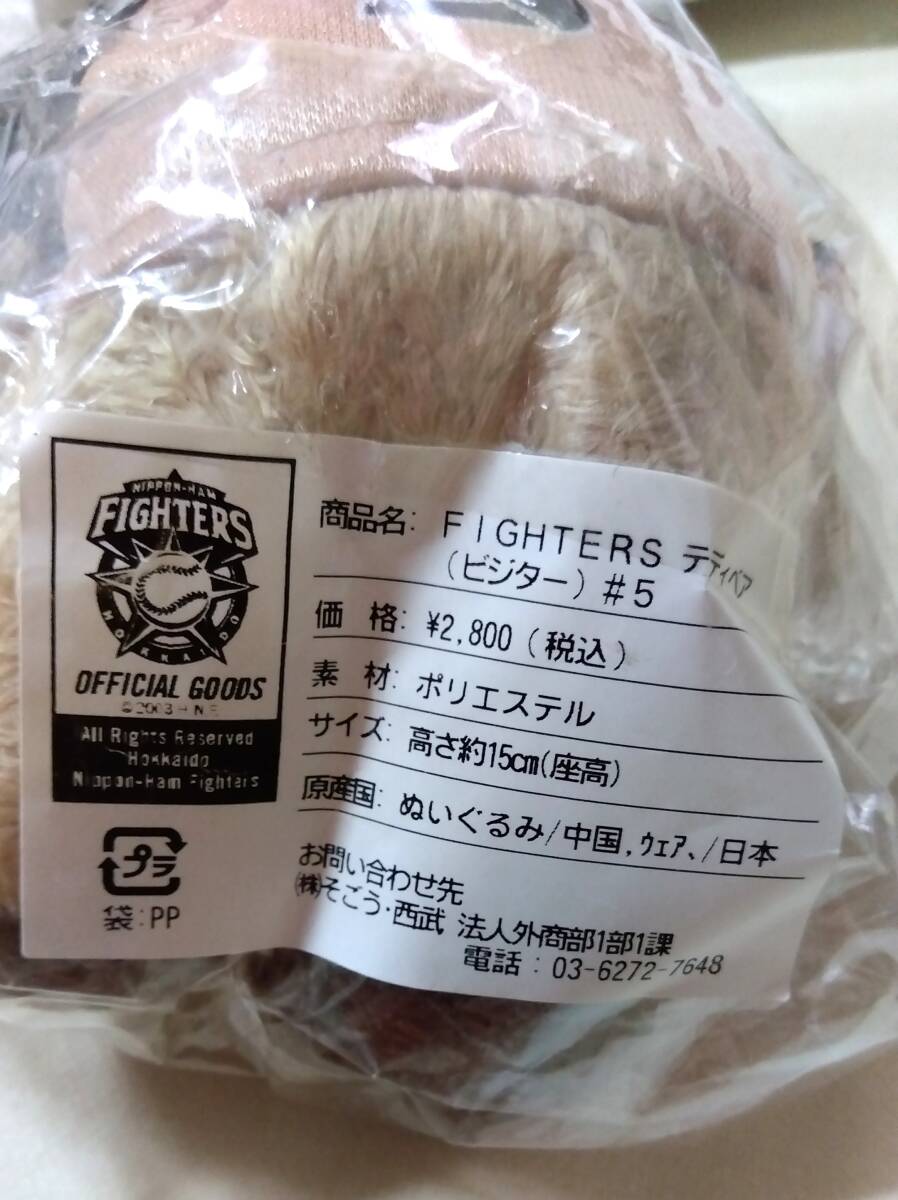 NIPPON-HAM
FIGHTERS
HOKKAIDO
OFFICIAL GOODS
All Rights Reserved
Hokkaido
Nippon-Ham Fighters
プラ
袋:PP
商品名: FIGHTERS テディベア
(ビジター) #5
価 格: ¥2,800 (税込)
素 材: ポリエステル
サイズ: 高さ約15cm(座高)
原産国: ぬいぐるみ/中国,ウェア、/日本
お問い合わせ先
(株)そごう・西武 法人外商部1部1課
電話:03-6272-7648